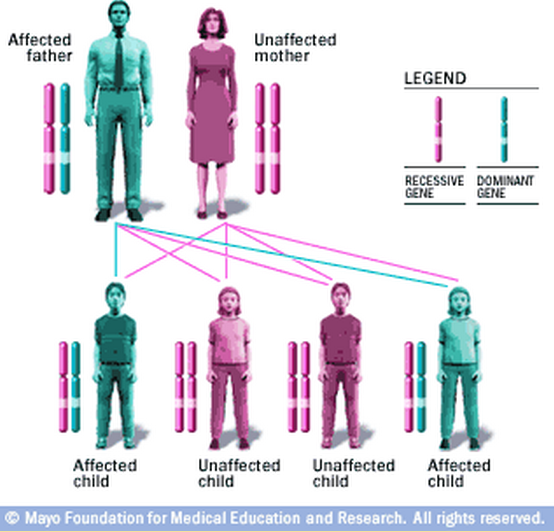 Affected
father
Unaffected
mother
LEGEND
RECESSIVE
GENE
DOMINANT
GENE
Affected
child
Unaffected
child
Unaffected
child
Affected
child
© Mayo Foundation for Medical Education and Research. All rights reserved.